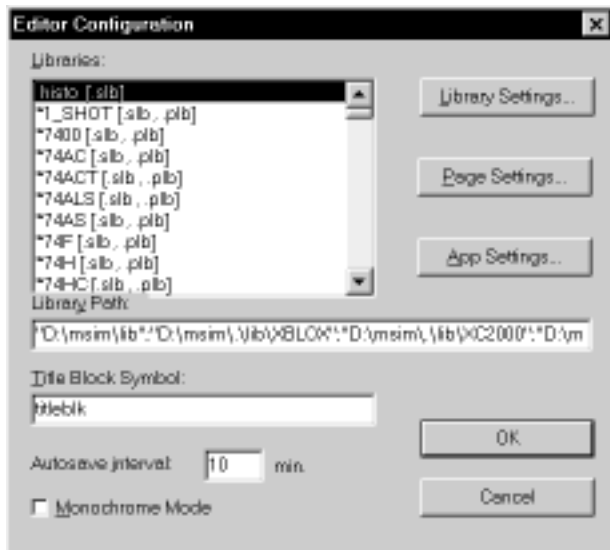 Editor Configuration
Libraries:
histo [.slb]
*1_SHOT [.slb, .plb]
*7400 [.slb, .plb]
*74AC [.slb, .plb]
*74ACT [.slb, .plb]
*74ALS [.slb, .plb]
*74AS [.slb, .plb]
*74F [.slb, .plb]
*74H [.slb, .plb]
*74HC [.slb, .plb]
Library Settings...
Page Settings...
App Settings...
Library Path:
"D:\msim\lib";"D:\msim\.\lib\XBLOX";"D:\msim\.\lib\XC2000";"D:\m
Title Block Symbol:
titleblk
Autosave interval: 10 min.
Monochrome Mode
OK
Cancel